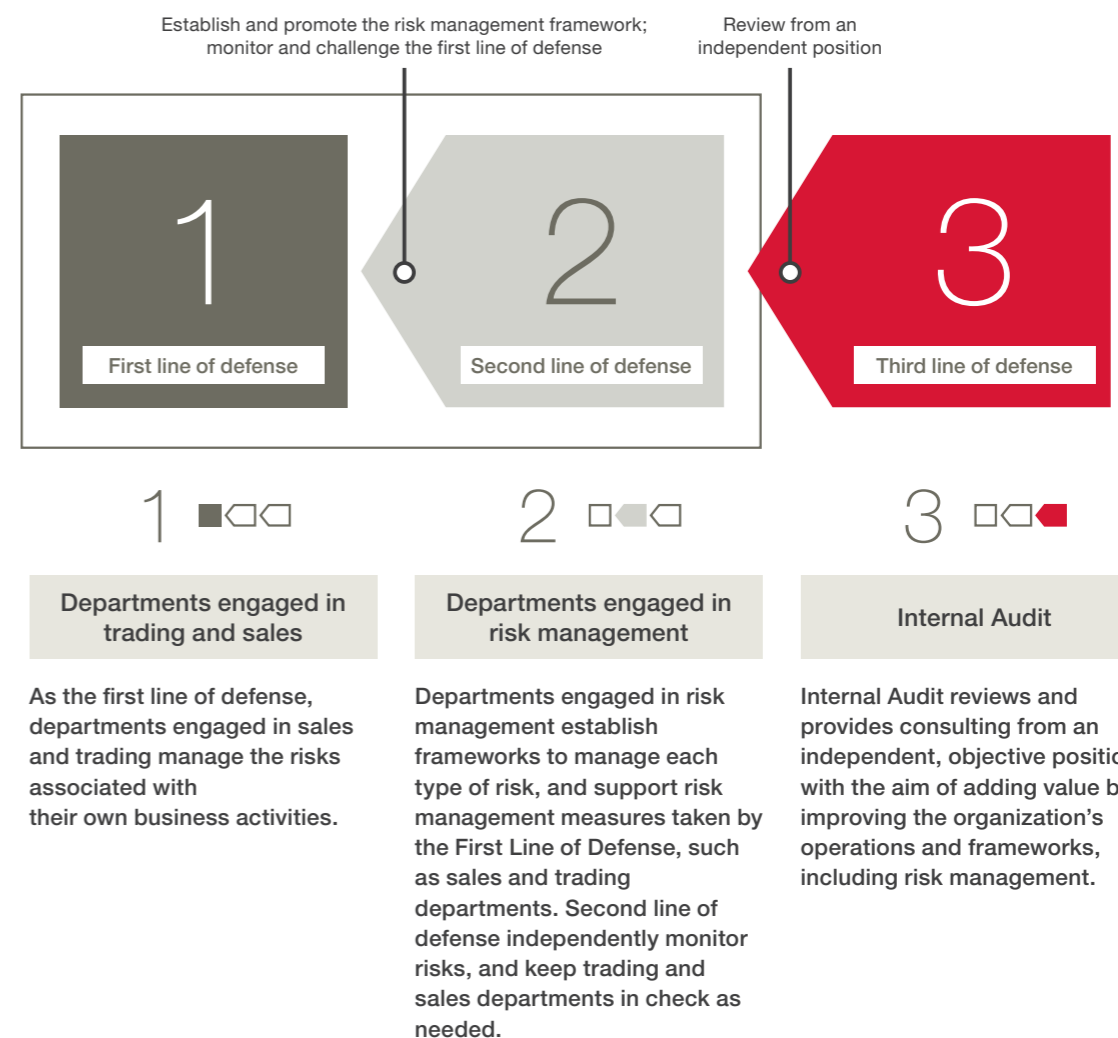 Establish and promote the risk management framework;
monitor and challenge the first line of defense
Review from an
independent position
1
First line of defense
2
Second line of defense
3
Third line of defense
1
Departments engaged in
trading and sales
As the first line of defense,
departments engaged in sales
and trading manage the risks
associated with
their own business activities.
2
Departments engaged in
risk management
Departments engaged in risk
management establish
frameworks to manage each
type of risk, and support risk
management measures taken by
the First Line of Defense, such
as sales and trading
departments. Second line of
defense independently monitor
risks, and keep trading and
sales departments in check as
needed.
3
Internal Audit
Internal Audit reviews and
provides consulting from an
independent, objective
with the aim of adding value
improving the organization’s
operations and frameworks,
including risk management.